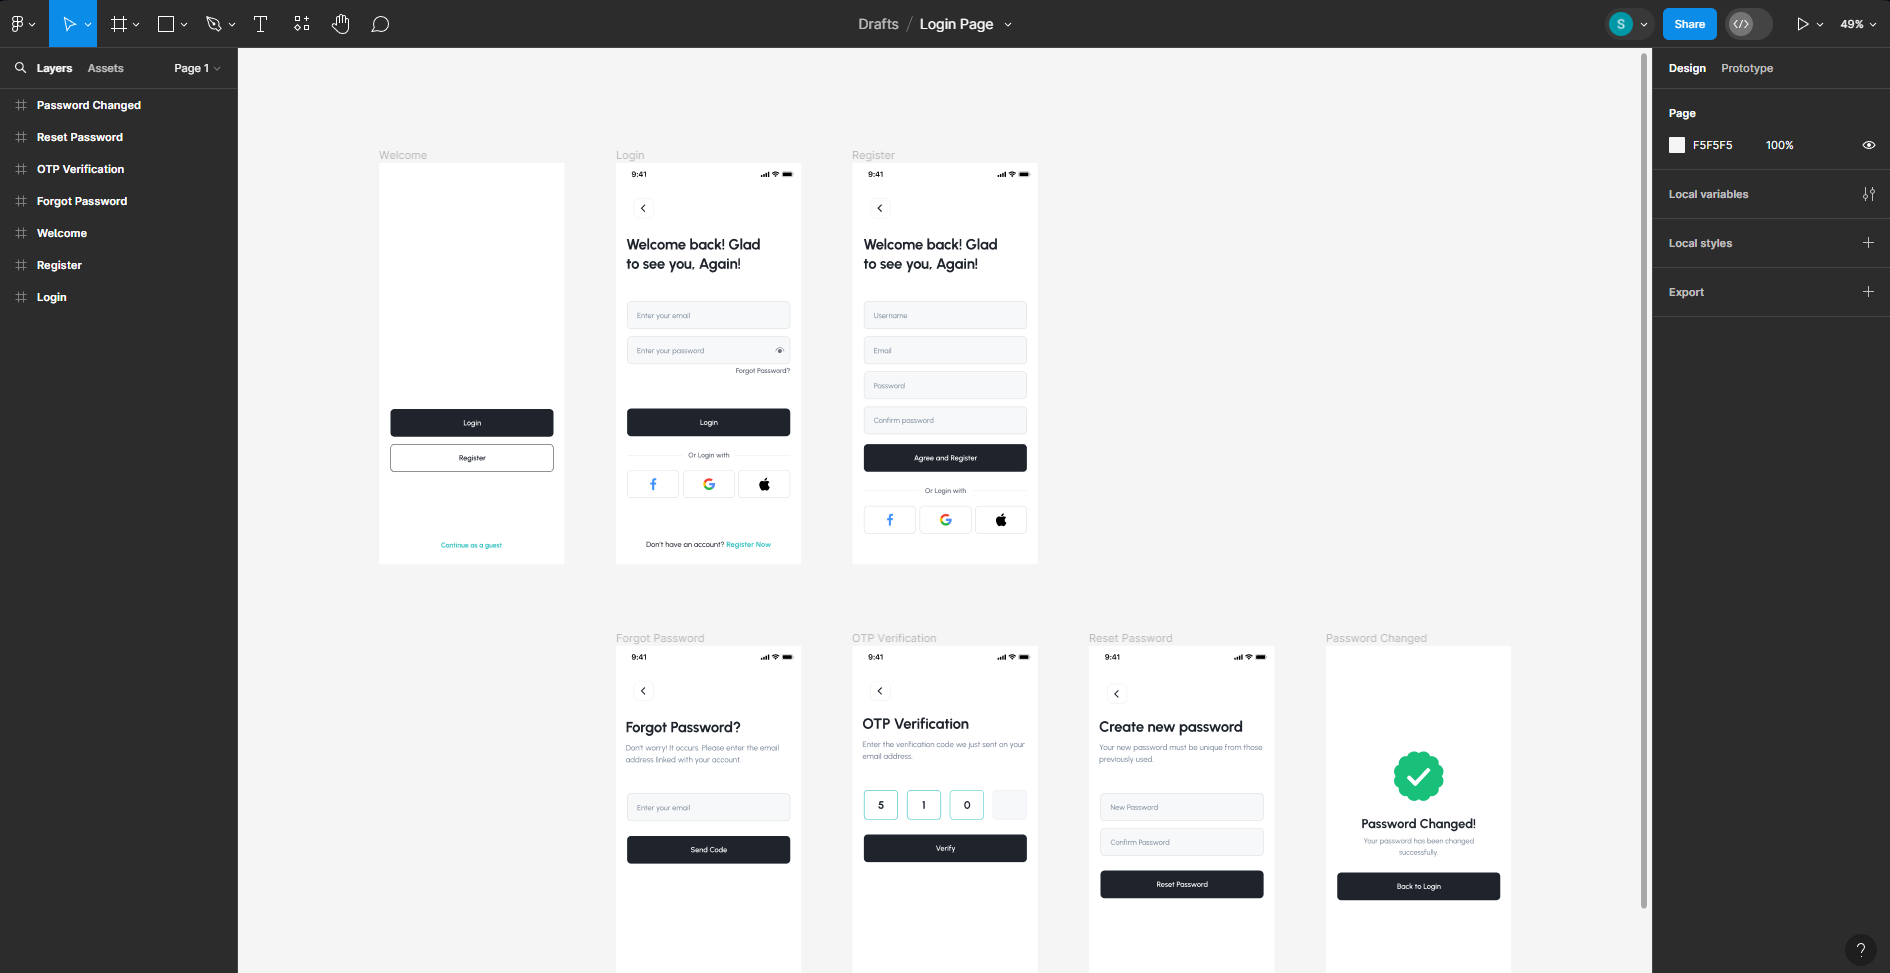 Drafts / Login Page
S
Share
49%
Layers
Assets
Page 1
Password Changed
Reset Password
OTP Verification
Forgot Password
Welcome
Register
Login
Design
Prototype
Page
F5F5F5
100%
Local variables
Local styles
Export
Welcome
Login
Register
Continue as a guest
Login
9:41
Welcome back! Glad
to see you, Again!
Enter your email
Enter your password
Forgot Password?
Login
Or Login with
Don't have an account? Register Now
Register
9:41
Welcome back! Glad
to see you, Again!
Username
Email
Password
Confirm password
Agree and Register
Or Login with
Forgot Password
9:41
Forgot Password?
Don't worry! It occurs. Please enter the email
address linked with your account.
Enter your email
Send Code
OTP Verification
9:41
OTP Verification
Enter the verification code we just sent on your
email address.
5 1 0
Verify
Reset Password
9:41
Create new password
Your new password must be unique from those
previously used.
New Password
Confirm Password
Reset Password
Password Changed
Password Changed!
Your password has been changed
successfully.
Back to Login
?